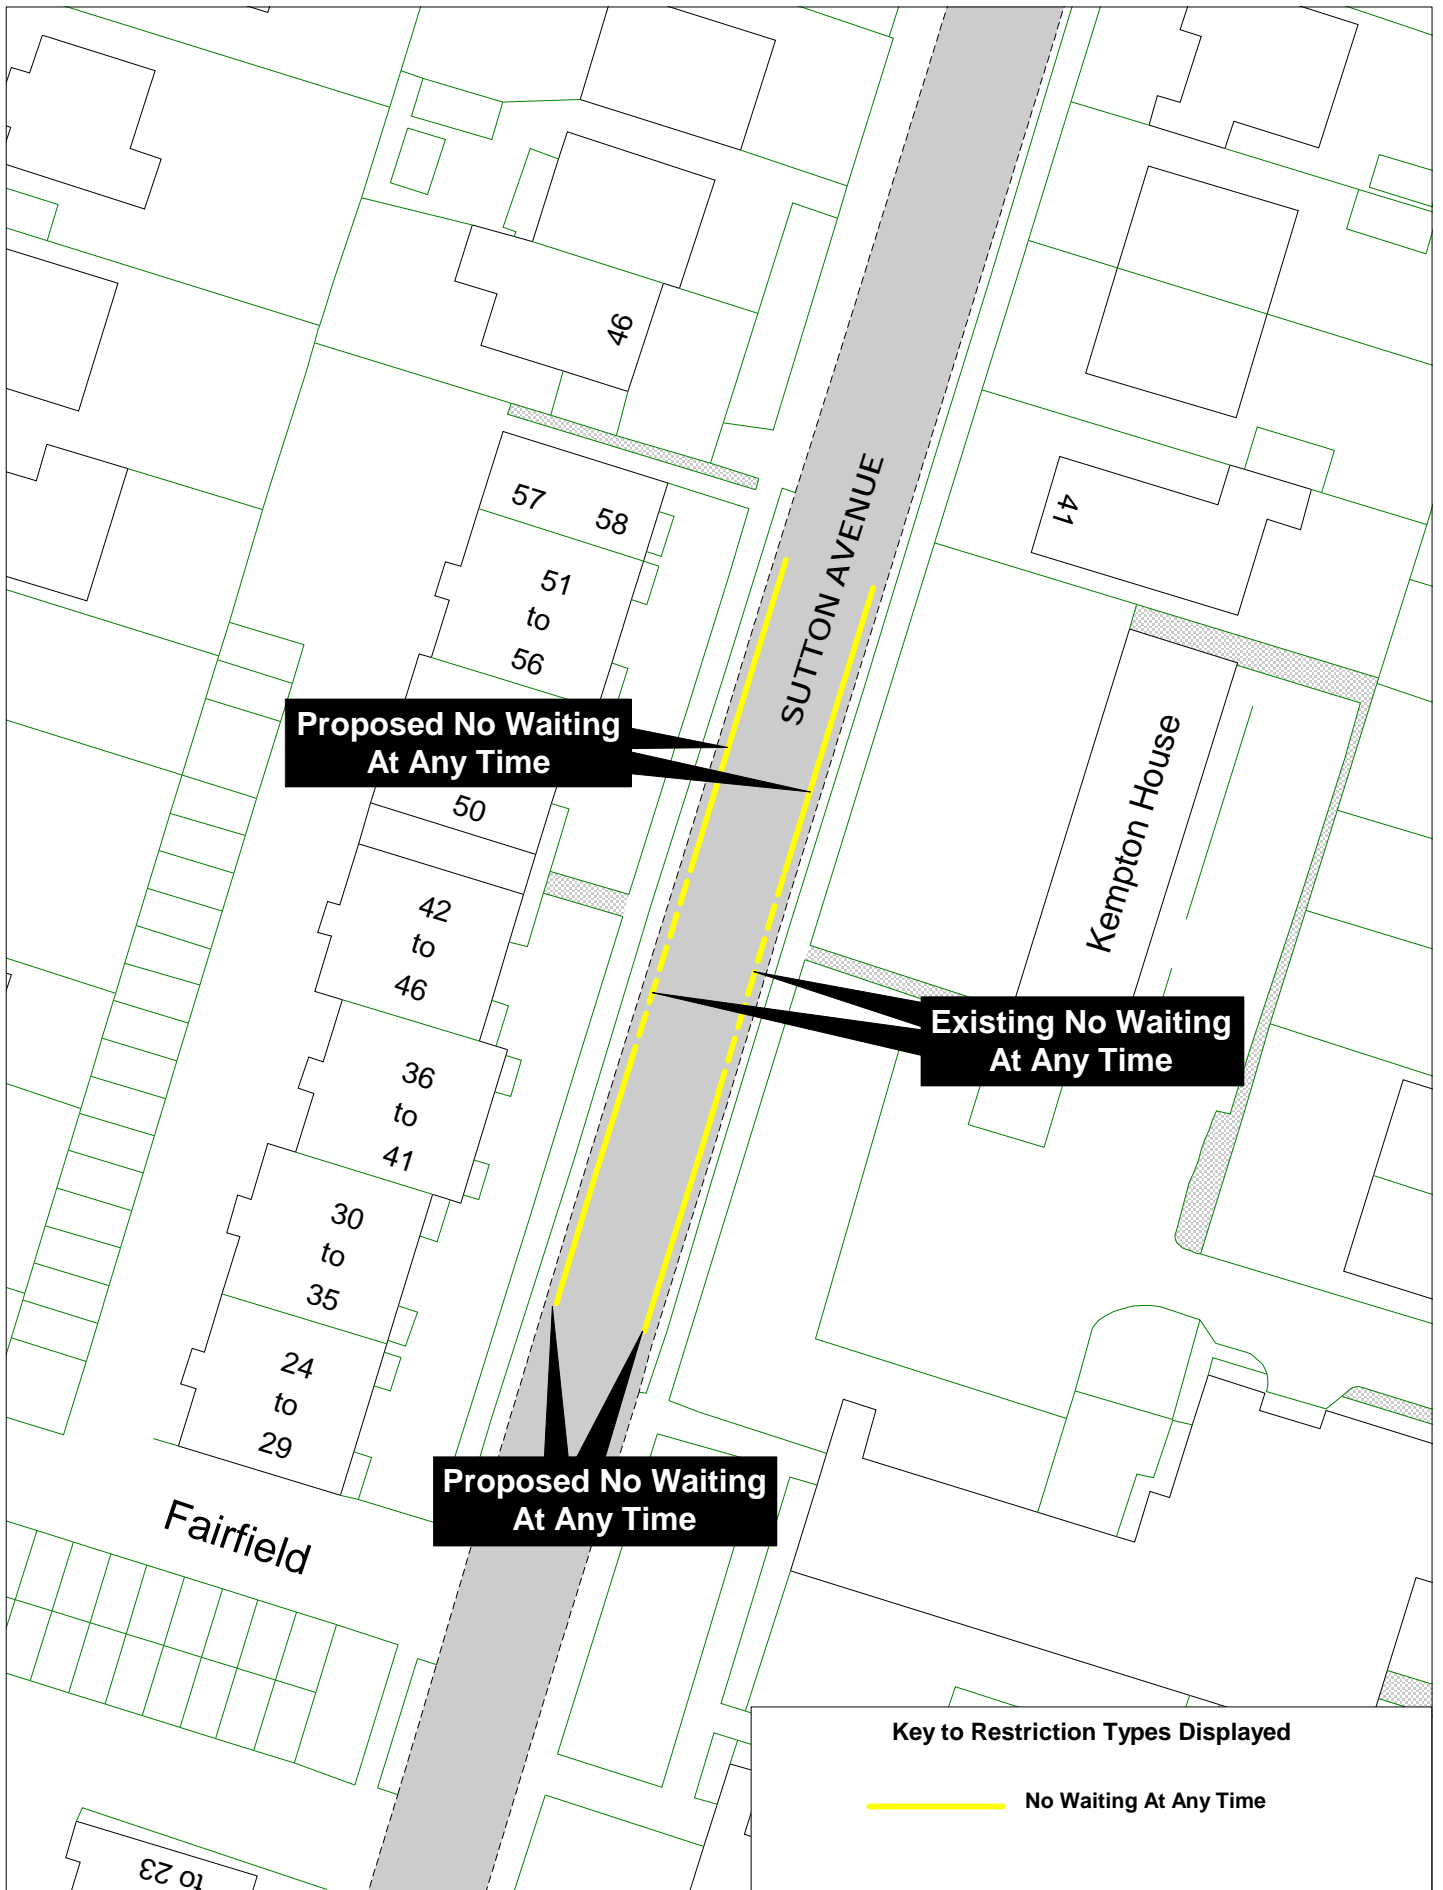 46
41
SUTTON AVENUE
57 58
51
to
56
Proposed No Waiting
At Any Time
50
Kempton House
42
to
46
Existing No Waiting
At Any Time
36
to
41
30
to
35
24
to
29
Proposed No Waiting
At Any Time
Fairfield
Key to Restriction Types Displayed
No Waiting At Any Time
to 23